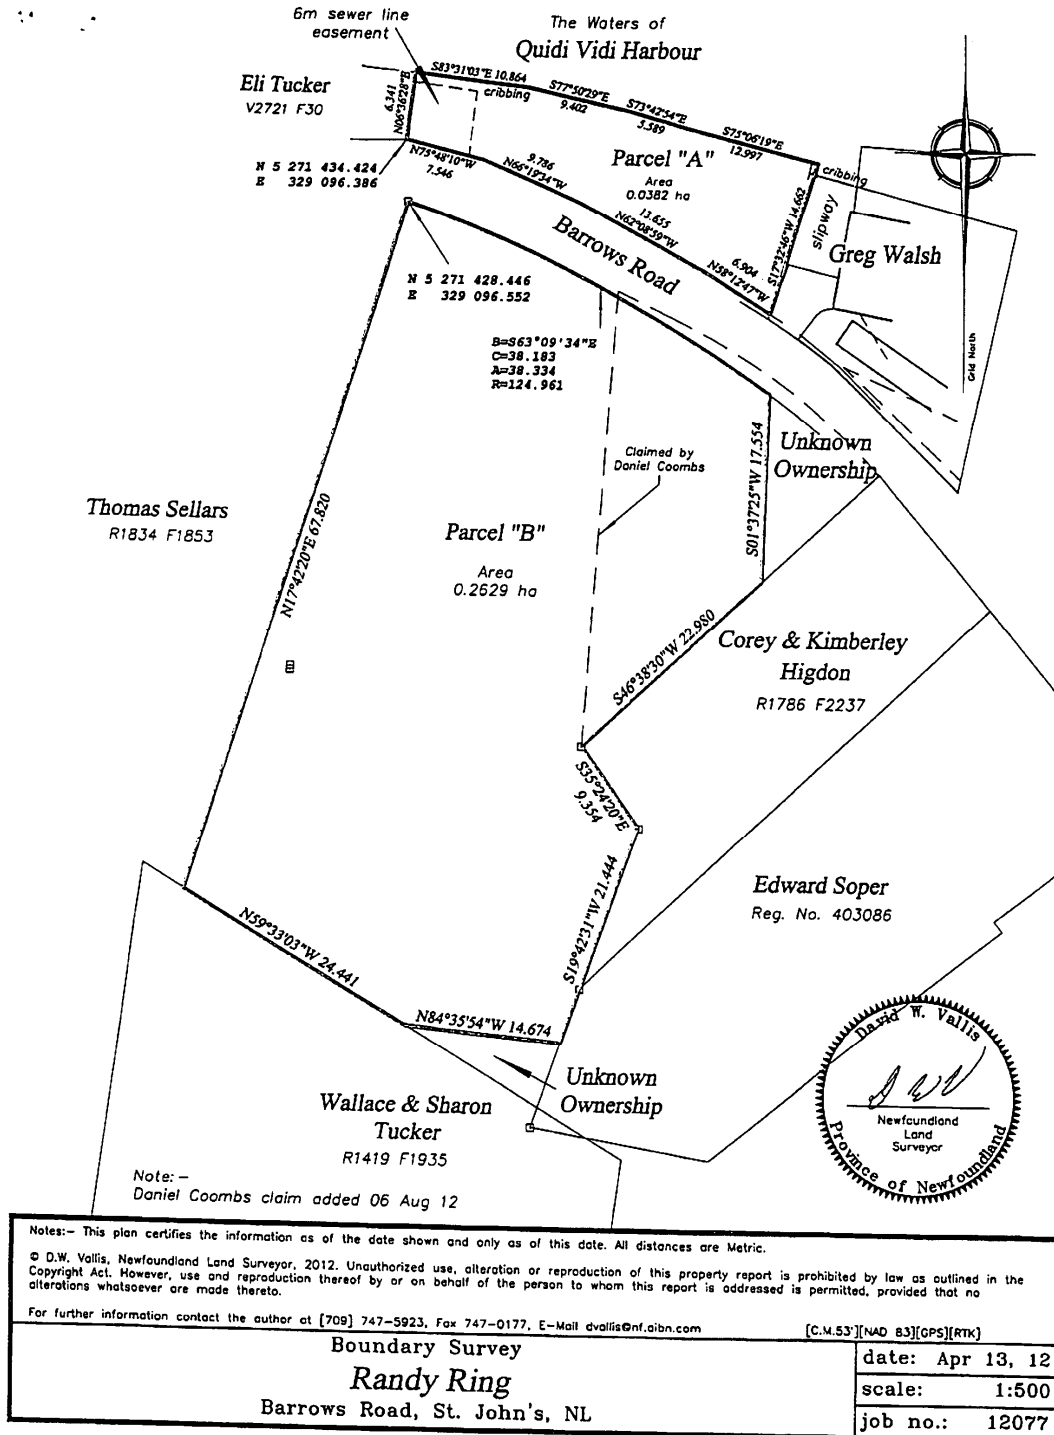 6m sewer line
easement
The Waters of
Quidi Vidi Harbour
Eli Tucker
V2721 F30
S83°31'03"E 10.864
cribbing
S77°50'29"E
9.402
S73°42'54"E
5.589
S75°06'19"E
12.997
6.341
N06°36'28"E
N 5 271 434.424
E 329 096.386
N75°48'10"W
7.546
9.786
N66°19'34"W
Parcel "A"
Area
0.0382 ha
cribbing
slipway
S17°32'46"W 14.662
Greg Walsh
13.655
N62°08'59"W
6.904
N58°12'47"W
Barrows Road
Grid North
N 5 271 428.446
E 329 096.552
B=S63°09'34"E
C=38.183
A=38.334
R=124.961
Claimed by
Daniel Coombs
S01°37'25"W 17.554
Unknown
Ownership
Thomas Sellars
R1834 F1853
N17°42'20"E 67.820
Parcel "B"
Area
0.2629 ha
S46°38'30"W 22.980
Corey & Kimberley
Higdon
R1786 F2237
S35°24'20"E
9.354
Edward Soper
Reg. No. 403086
S19°42'31"W 21.444
N59°33'03"W 24.441
N84°35'54"W 14.674
Unknown
Ownership
Wallace & Sharon
Tucker
R1419 F1935
David W. Vallis
Newfoundland
Land
Surveyor
Province of Newfoundland
Note:-
Daniel Coombs claim added 06 Aug 12
Notes:- This plan certifies the information as of the date shown and only as of this date. All distances are Metric.
© D.W. Vallis, Newfoundland Land Surveyor, 2012. Unauthorized use, alteration or reproduction of this property report is prohibited by law as outlined in the
Copyright Act. However, use and reproduction thereof by or on behalf of the person to whom this report is addressed is permitted, provided that no
alterations whatsoever are made thereto.
For further information contact the author at [709] 747-5923, Fax 747-0177, E-Mail dvallis@nf.aibn.com
[C.M.53'][NAD 83][GPS][RTK]
Boundary Survey
Randy Ring
Barrows Road, St. John's, NL
date: Apr 13, 12
scale: 1:500
job no.: 12077